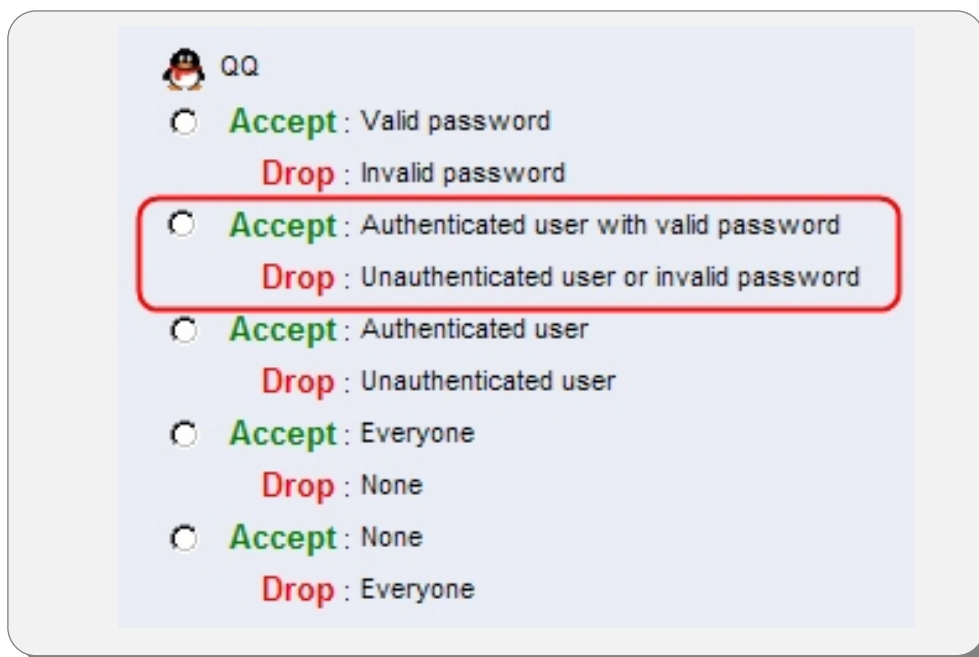 QQ
Accept : Valid password
Drop : Invalid password
Accept : Authenticated user with valid password
Drop : Unauthenticated user or invalid password
Accept : Authenticated user
Drop : Unauthenticated user
Accept : Everyone
Drop : None
Accept : None
Drop : Everyone